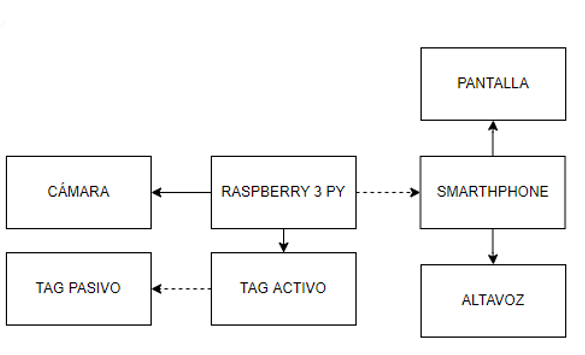 PANTALLA
CÁMARA
RASPBERRY 3 PY
SMARTHPHONE
TAG PASIVO
TAG ACTIVO
ALTAVOZ